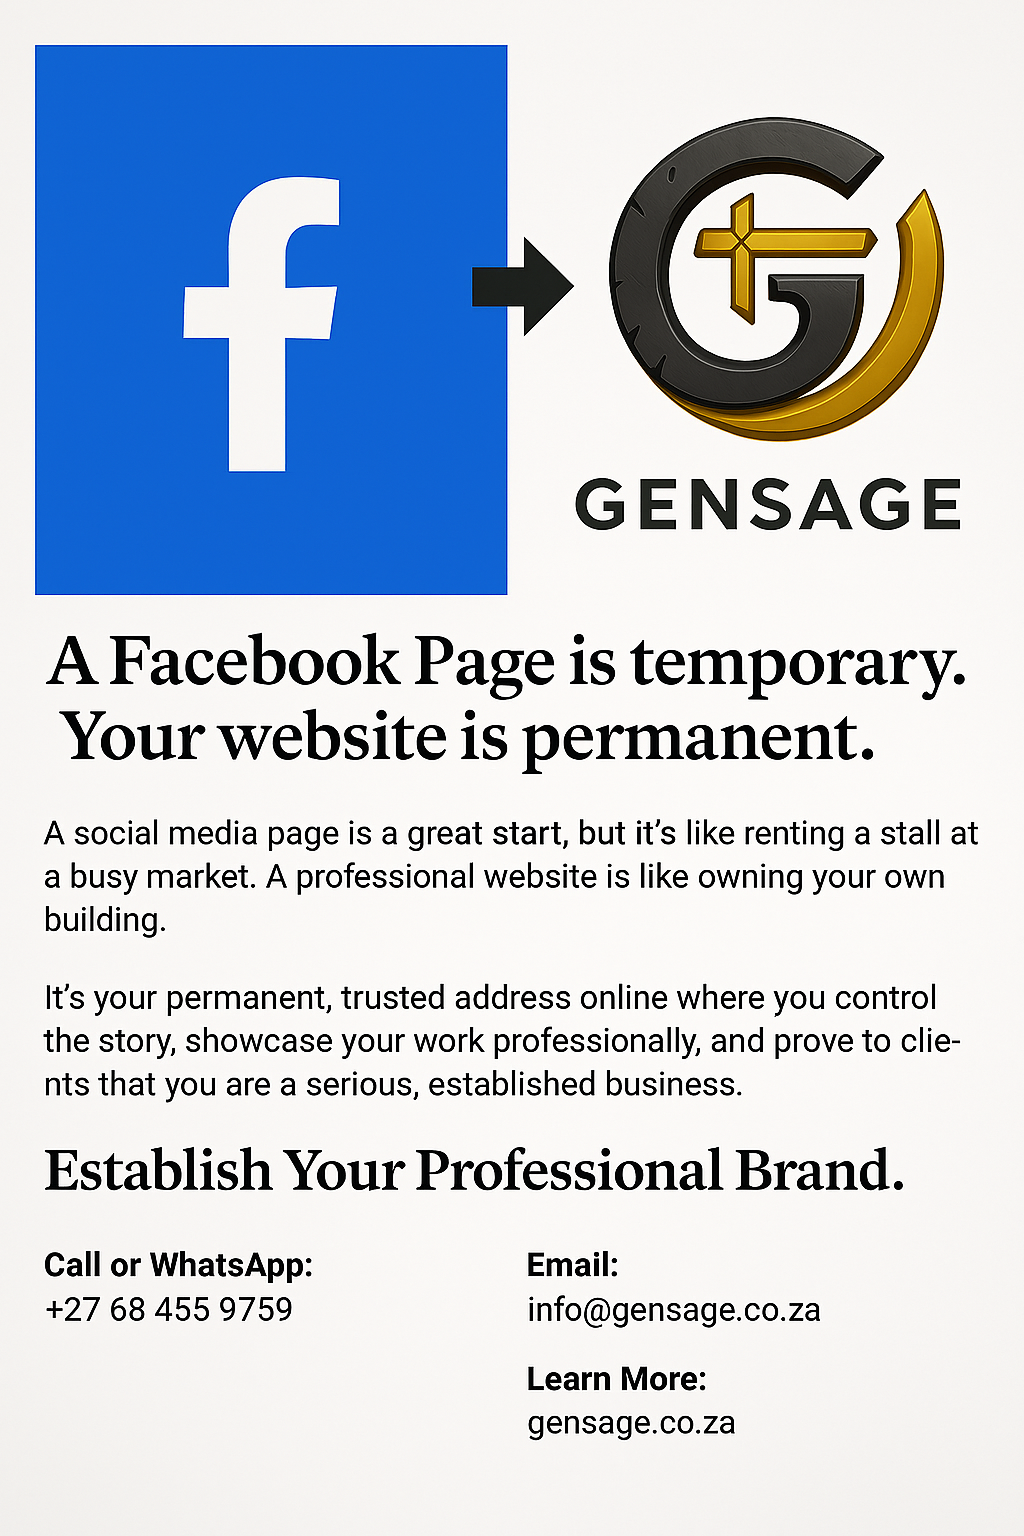 f
GENSAGE
A Facebook Page is temporary.
Your website is permanent.
A social media page is a great start, but it’s like renting a stall at
a busy market. A professional website is like owning your own
building.
It’s your permanent, trusted address online where you control
the story, showcase your work professionally, and prove to clie-
nts that you are a serious, established business.
Establish Your Professional Brand.
Call or WhatsApp:
+27 68 455 9759
Email:
info@gensage.co.za
Learn More:
gensage.co.za